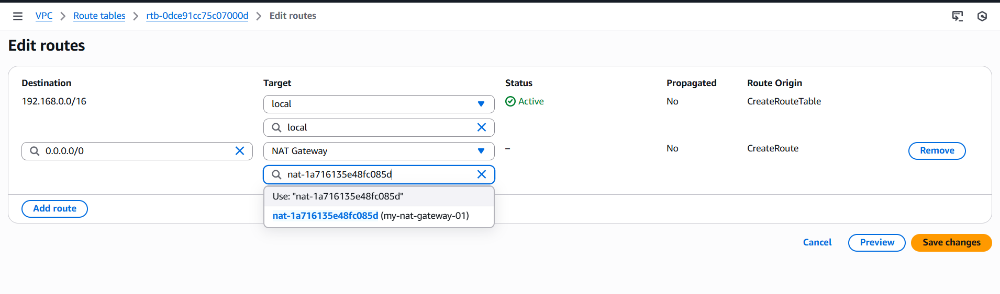 VPC > Route tables > rtb-0dce91cc75c07000d > Edit routes
Edit routes
Destination Target Status Propagated Route Origin
192.168.0.0/16 local Active No CreateRouteTable
local
0.0.0.0/0 NAT Gateway – No CreateRoute Remove
nat-1a716135e48fc085d
Use: "nat-1a716135e48fc085d"
nat-1a716135e48fc085d (my-nat-gateway-01)
Add route
Cancel Preview Save changes